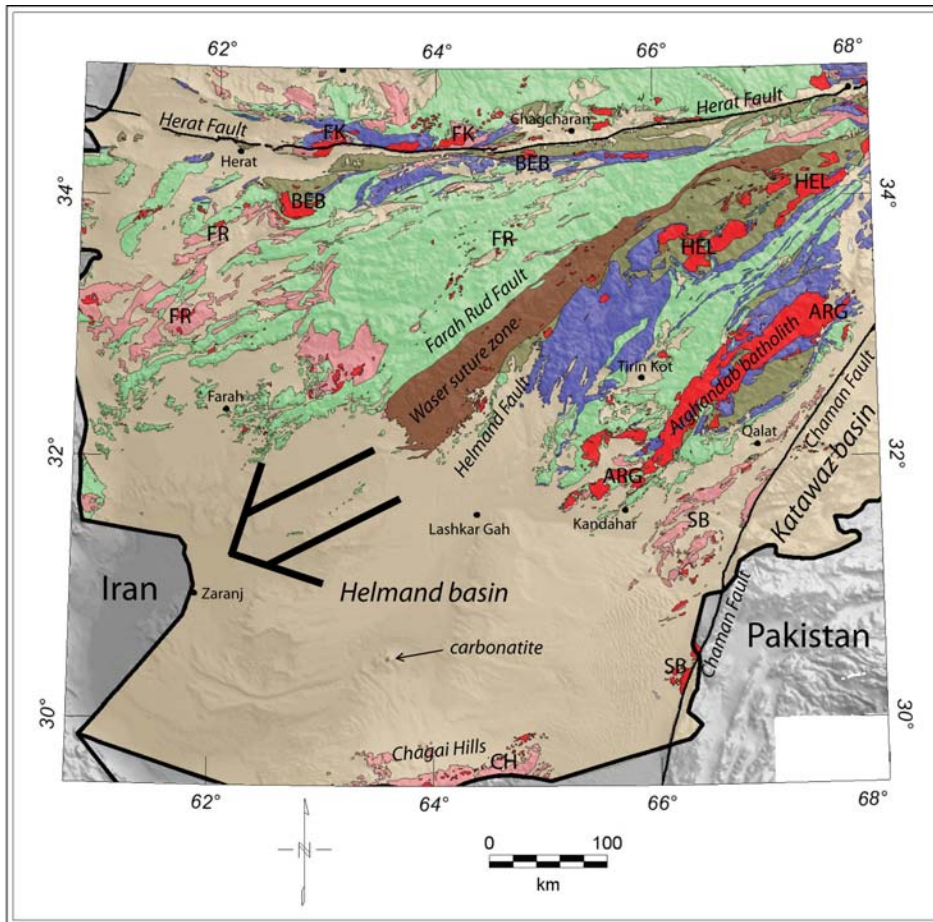 62°
64°
66°
68°
Herat Fault
Chagcharan
Herat Fault
FK
FK
Herat
BEB
34°
34°
BEB
HEL
FR
FR
HEL
FR
Farah Rud Fault
ARG
Waser suture zone
Tirin Kot
Arghandab batholith
Chaman Fault
Farah
Helmand Fault
Qalat
Katawaz basin
32°
32°
ARG
Lashkar Gah
Kandahar
SB
Iran
Zaranj
Helmand basin
Chaman Fault
Pakistan
carbonatite
SB
30°
30°
Chagai Hills
CH
62°
64°
66°
68°
N
0
100
km